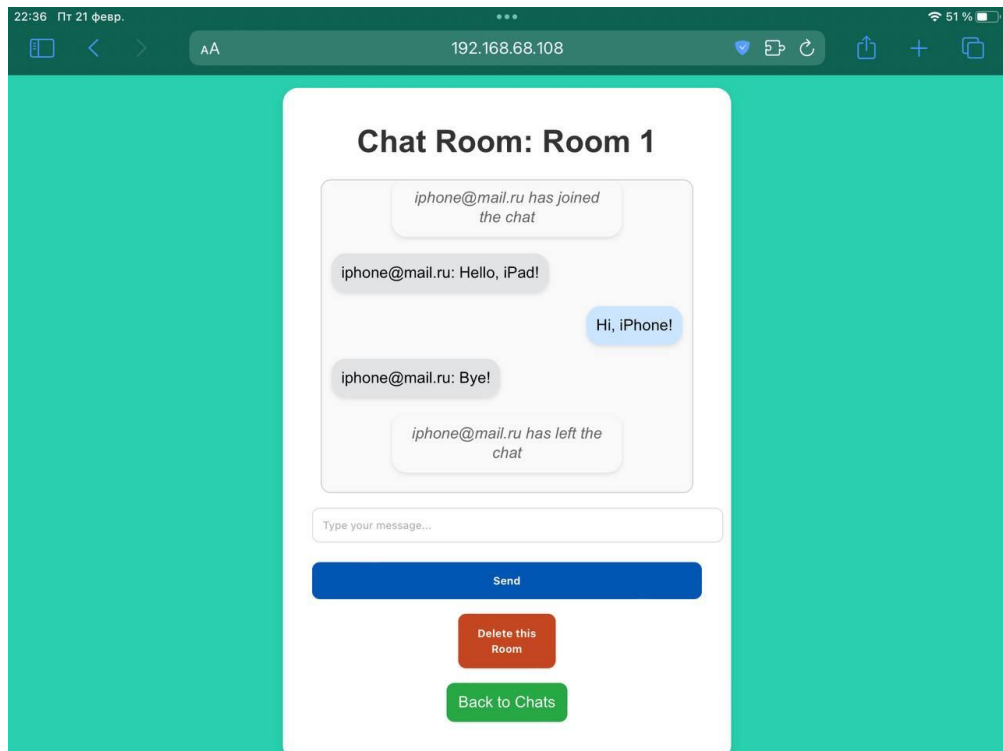 22:36 Пт 21 февр.
51 %
AA
192.168.68.108
Chat Room: Room 1
iphone@mail.ru has joined
the chat
iphone@mail.ru: Hello, iPad!
Hi, iPhone!
iphone@mail.ru: Bye!
iphone@mail.ru has left the
chat
Type your message...
Send
Delete this
Room
Back to Chats